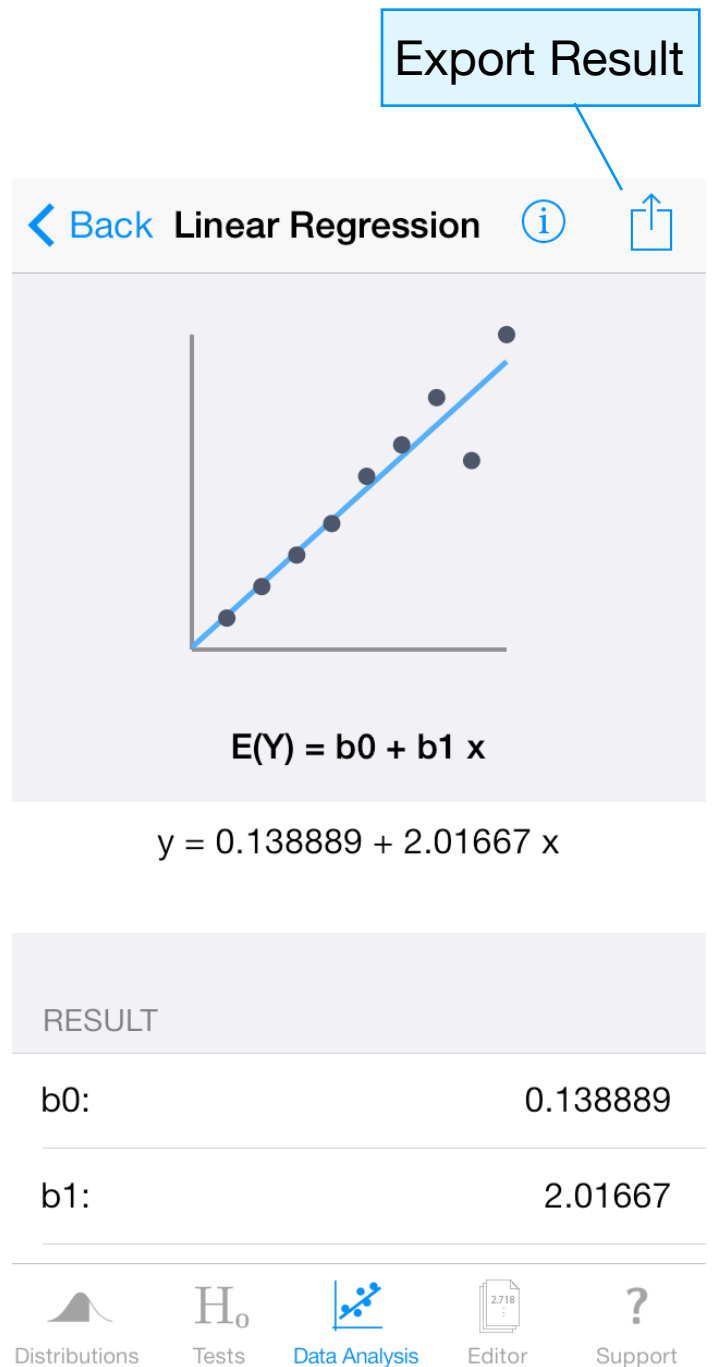 Export Result
Back Linear Regression i
E(Y) = b0 + b1 x
y = 0.138889 + 2.01667 x
RESULT
b0: 0.138889
b1: 2.01667
H₀ 2.718 ?
Distributions Tests Data Analysis Editor Support